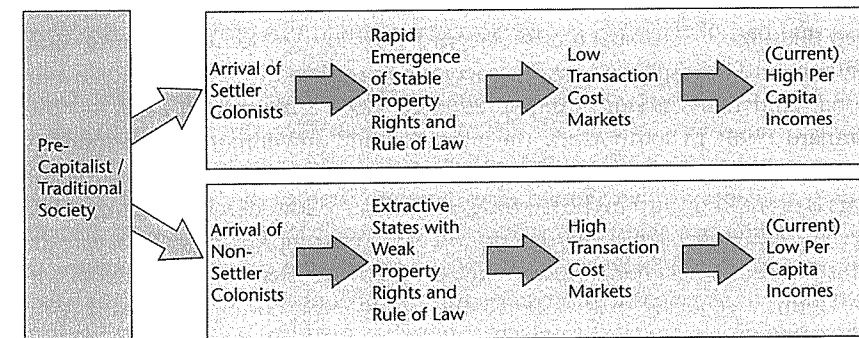 Pre-
Capitalist /
Traditional
Society
Arrival of
Settler
Colonists
Rapid
Emergence
of Stable
Property
Rights and
Rule of Law
Low
Transaction
Cost
Markets
(Current)
High Per
Capita
Incomes
Arrival of
Non-
Settler
Colonists
Extractive
States with
Weak
Property
Rights and
Rule of Law
High
Transaction
Cost
Markets
(Current)
Low Per
Capita
Incomes